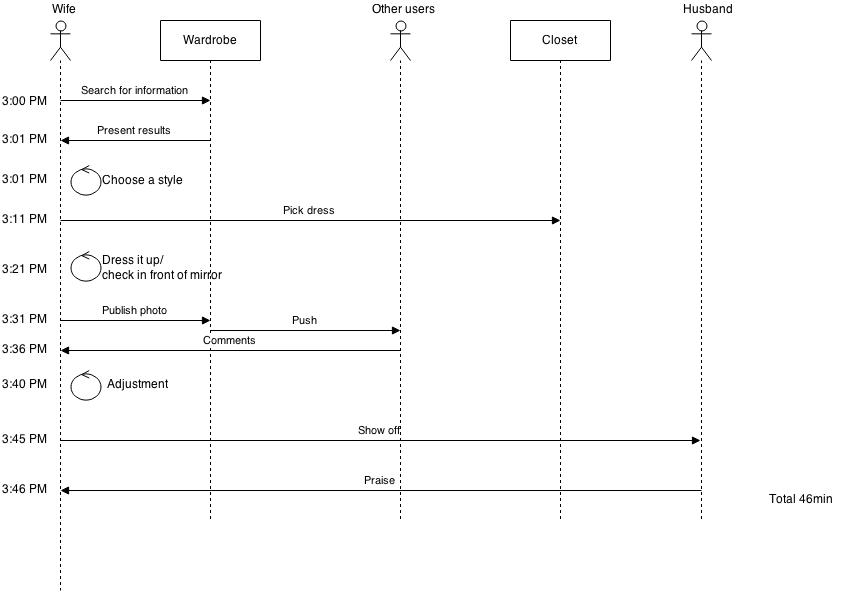 Wife
Other users
Husband
Wardrobe
Closet
3:00 PM
Search for information
3:01 PM
Present results
3:01 PM
Choose a style
3:11 PM
Pick dress
3:21 PM
Dress it up/
check in front of mirror
3:31 PM
Publish photo
Push
3:36 PM
Comments
3:40 PM
Adjustment
3:45 PM
Show off
3:46 PM
Praise
Total 46min